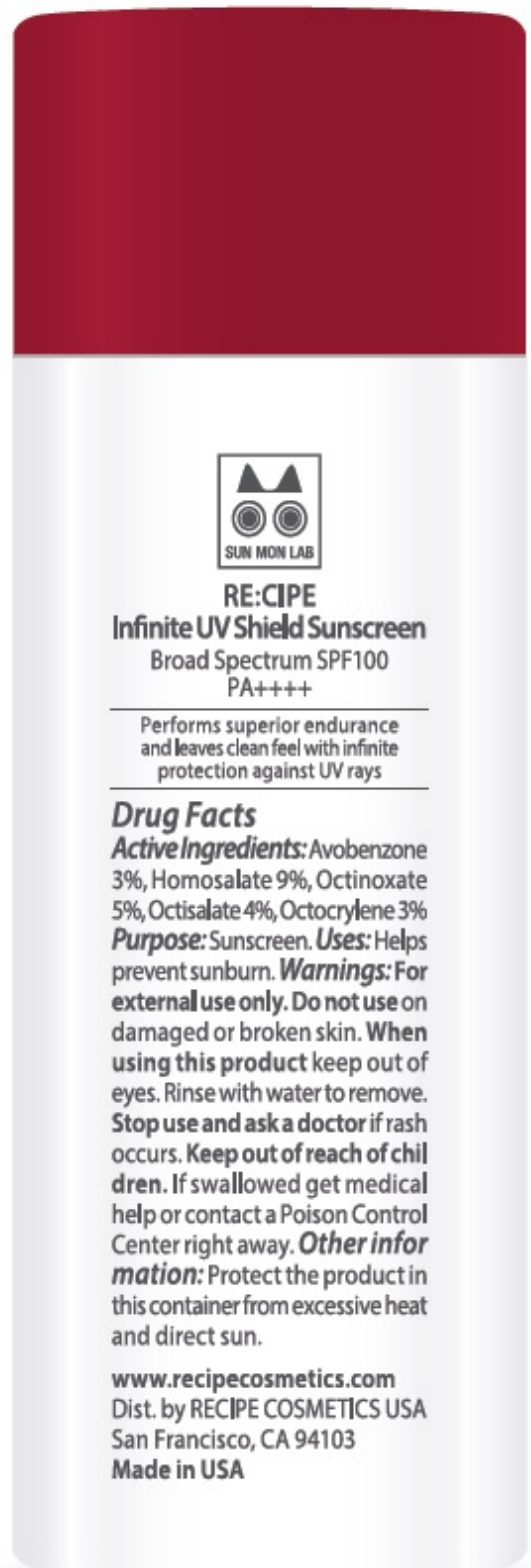 SUN MON LAB
RE:CIPE
Infinite UV Shield Sunscreen
Broad Spectrum SPF100
PA++++
Performs superior endurance
and leaves clean feel with infinite
protection against UV rays
Drug Facts
Active Ingredients: Avobenzone
3%, Homosalate 9%, Octinoxate
5%, Octisalate 4%, Octocrylene 3%
Purpose: Sunscreen. Uses: Helps
prevent sunburn. Warnings: For
external use only. Do not use on
damaged or broken skin. When
using this product keep out of
eyes. Rinse with water to remove.
Stop use and ask a doctor if rash
occurs. Keep out of reach of chil
dren. If swallowed get medical
help or contact a Poison Control
Center right away. Other infor
mation: Protect the product in
this container from excessive heat
and direct sun.
www.recipecosmetics.com
Dist. by RECIPE COSMETICS USA
San Francisco, CA 94103
Made in USA